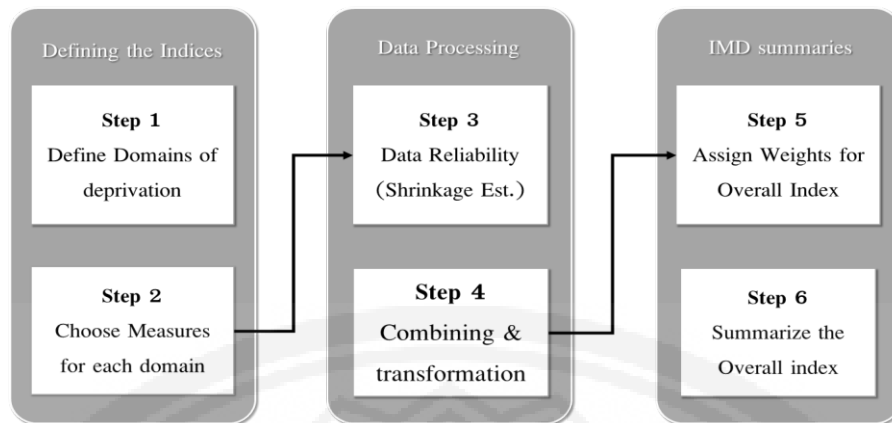 Defining the Indices
Step 1
Define Domains of
deprivation
Step 2
Choose Measures
for each domain
Data Processing
Step 3
Data Reliability
(Shrinkage Est.)
Step 4
Combining &
transformation
IMD summaries
Step 5
Assign Weights for
Overall Index
Step 6
Summarize the
Overall index